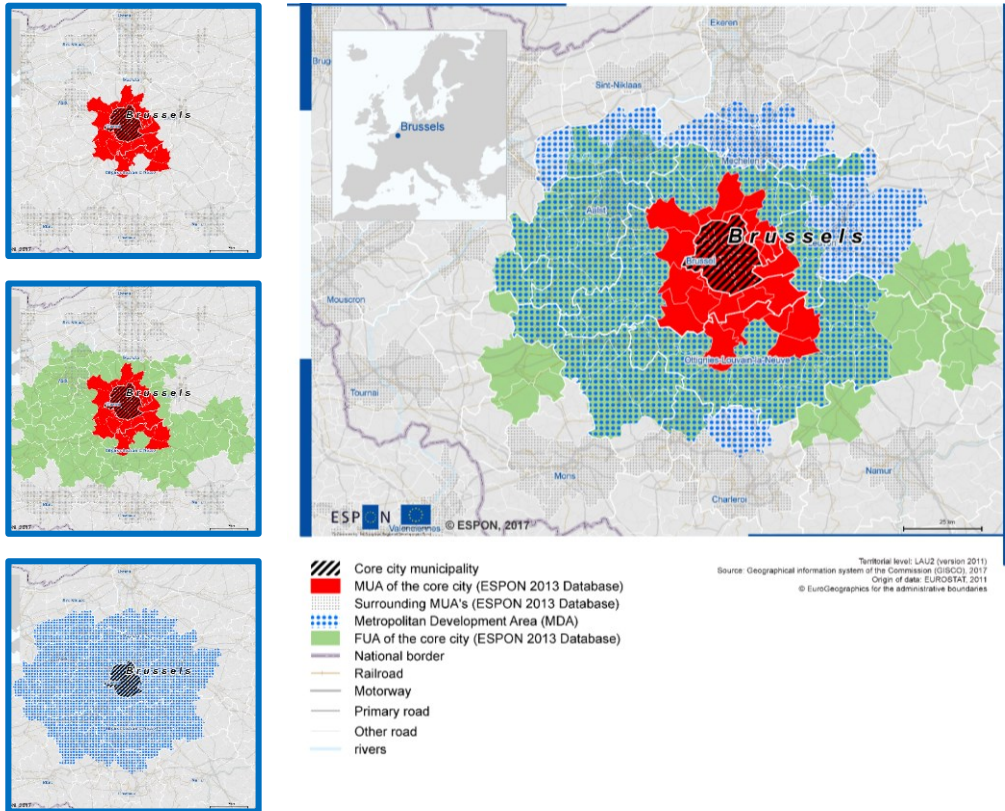 Brussels
Brussels
Brussels
Ekeren
Brug
Sint-Niklaas
Brussels
Mechelen
Aalst
Brussels
Brussel
Mouscron
Ottignies-Louvain-la-Neuve
Tournai
Mons
Namur
Charleroi
ESPON
Valenciennes
© ESPON, 2017
25 km
Core city municipality
MUA of the core city (ESPON 2013 Database)
Surrounding MUA's (ESPON 2013 Database)
Metropolitan Development Area (MDA)
FUA of the core city (ESPON 2013 Database)
National border
Railroad
Motorway
Primary road
Other road
rivers
Territorial level: LAU2 (version 2011)
Source: Geographical information system of the Commission (GISCO), 2017
Origin of data: EUROSTAT, 2011
© EuroGeographics for the administrative boundaries